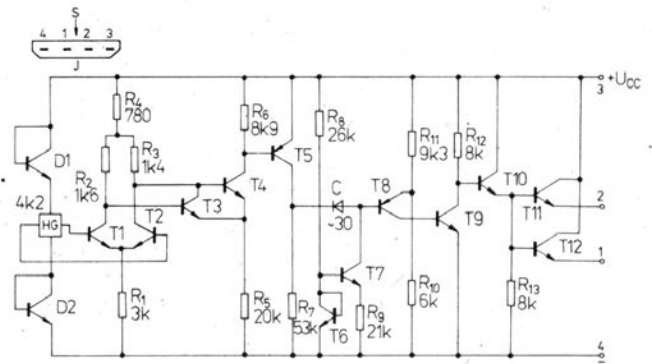 S
4 1 2 3
J
3 +Ucc
R4
780
R6
8k9
R8
26k
R11
9k3
R12
8k
D1
R3
1k4
R2
1k6
T5
T4
T3
C
~30
T8
T10
T11
2
4k2
HG
T1
T2
T9
T12
1
D2
R1
3k
R5
20k
R7
53k
T6
T7
R9
21k
R10
6k
R13
8k
4